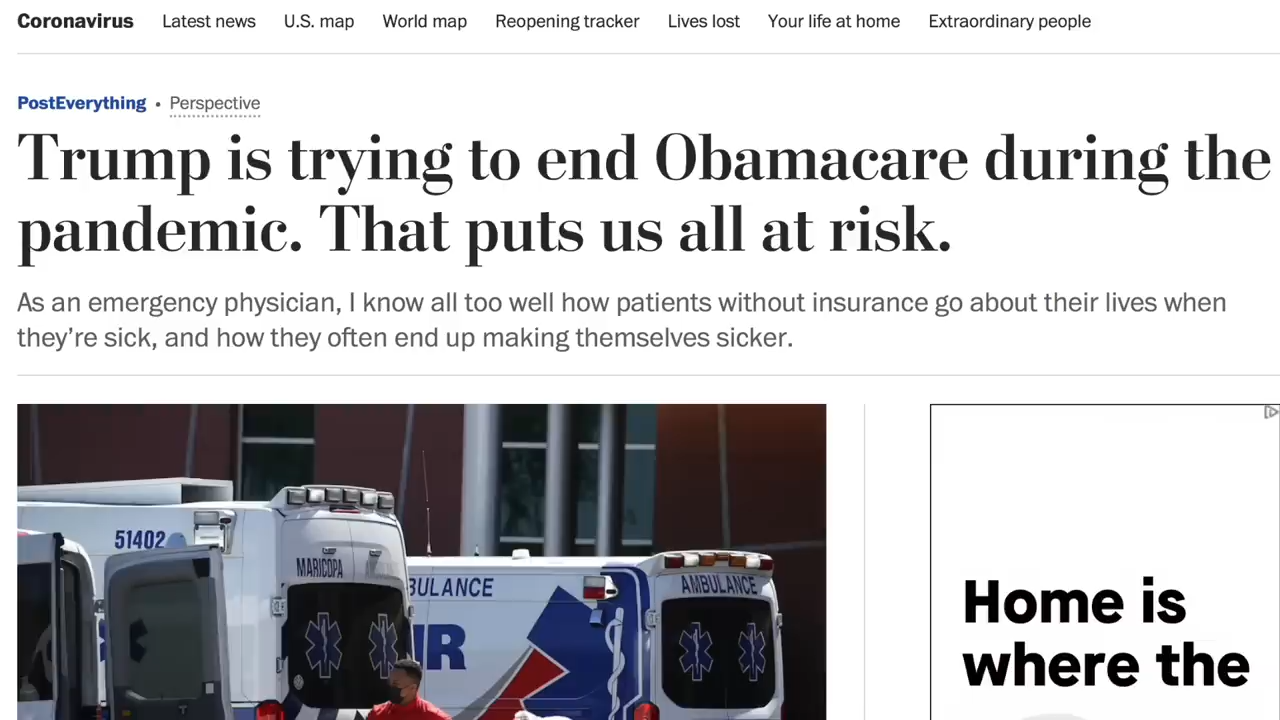 Coronavirus Latest news U.S. map World map Reopening tracker Lives lost Your life at home Extraordinary people
PostEverything • Perspective
Trump is trying to end Obamacare during the
pandemic. That puts us all at risk.
As an emergency physician, I know all too well how patients without insurance go about their lives when
they're sick, and how they often end up making themselves sicker.
51402
MARICOPA
BULANCE
AMBULANCE
IR
Home is
where the